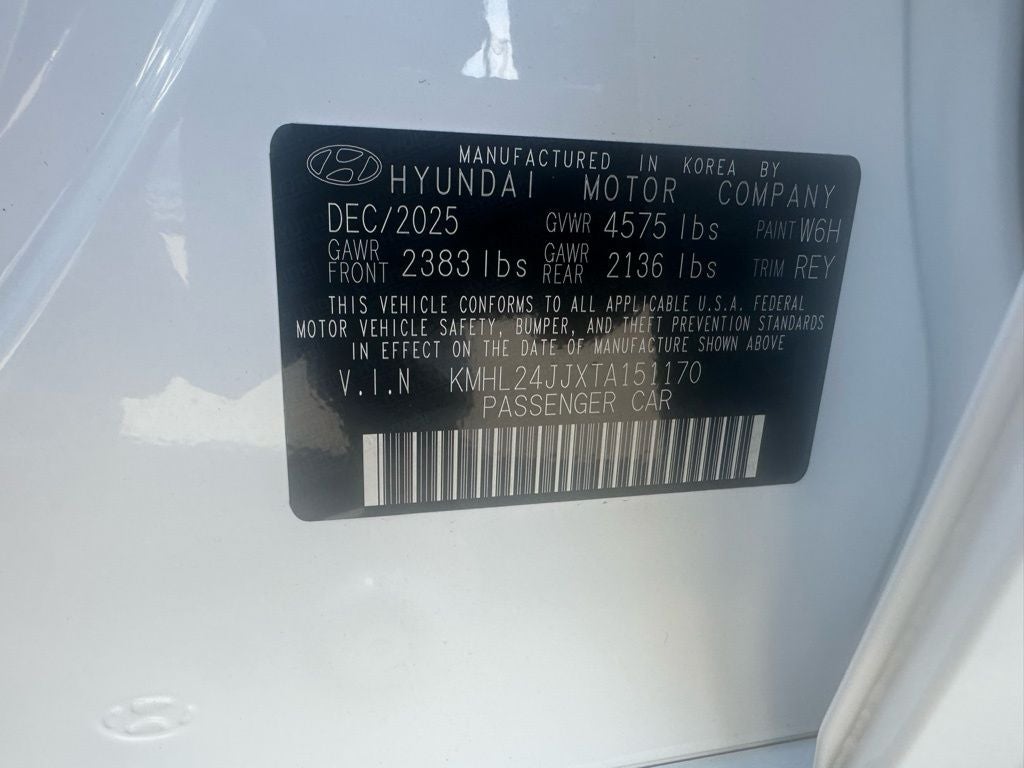 MANUFACTURED IN KOREA BY
HYUNDAI MOTOR COMPANY
DEC/2025 GVWR 4575 lbs PAINT W6H
GAWR FRONT 2383 lbs GAWR REAR 2136 lbs TRIM REY
THIS VEHICLE CONFORMS TO ALL APPLICABLE U.S.A. FEDERAL
MOTOR VEHICLE SAFETY, BUMPER, AND THEFT PREVENTION STANDARDS
IN EFFECT ON THE DATE OF MANUFACTURE SHOWN ABOVE
V.I.N KMHL24JJXTA151170
PASSENGER CAR